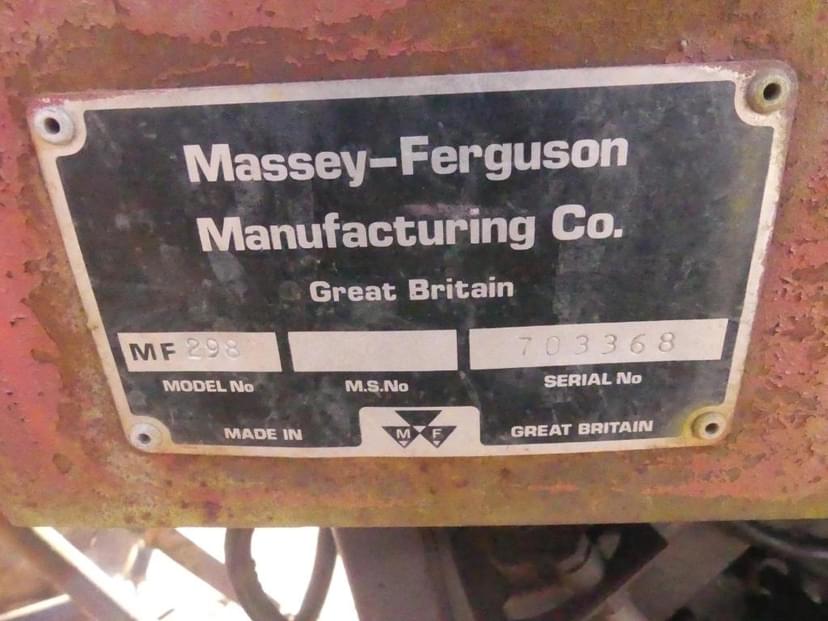 Massey-Ferguson
Manufacturing Co.
Great Britain
MF 298 703368
MODEL No M.S.No SERIAL No
MADE IN M F GREAT BRITAIN